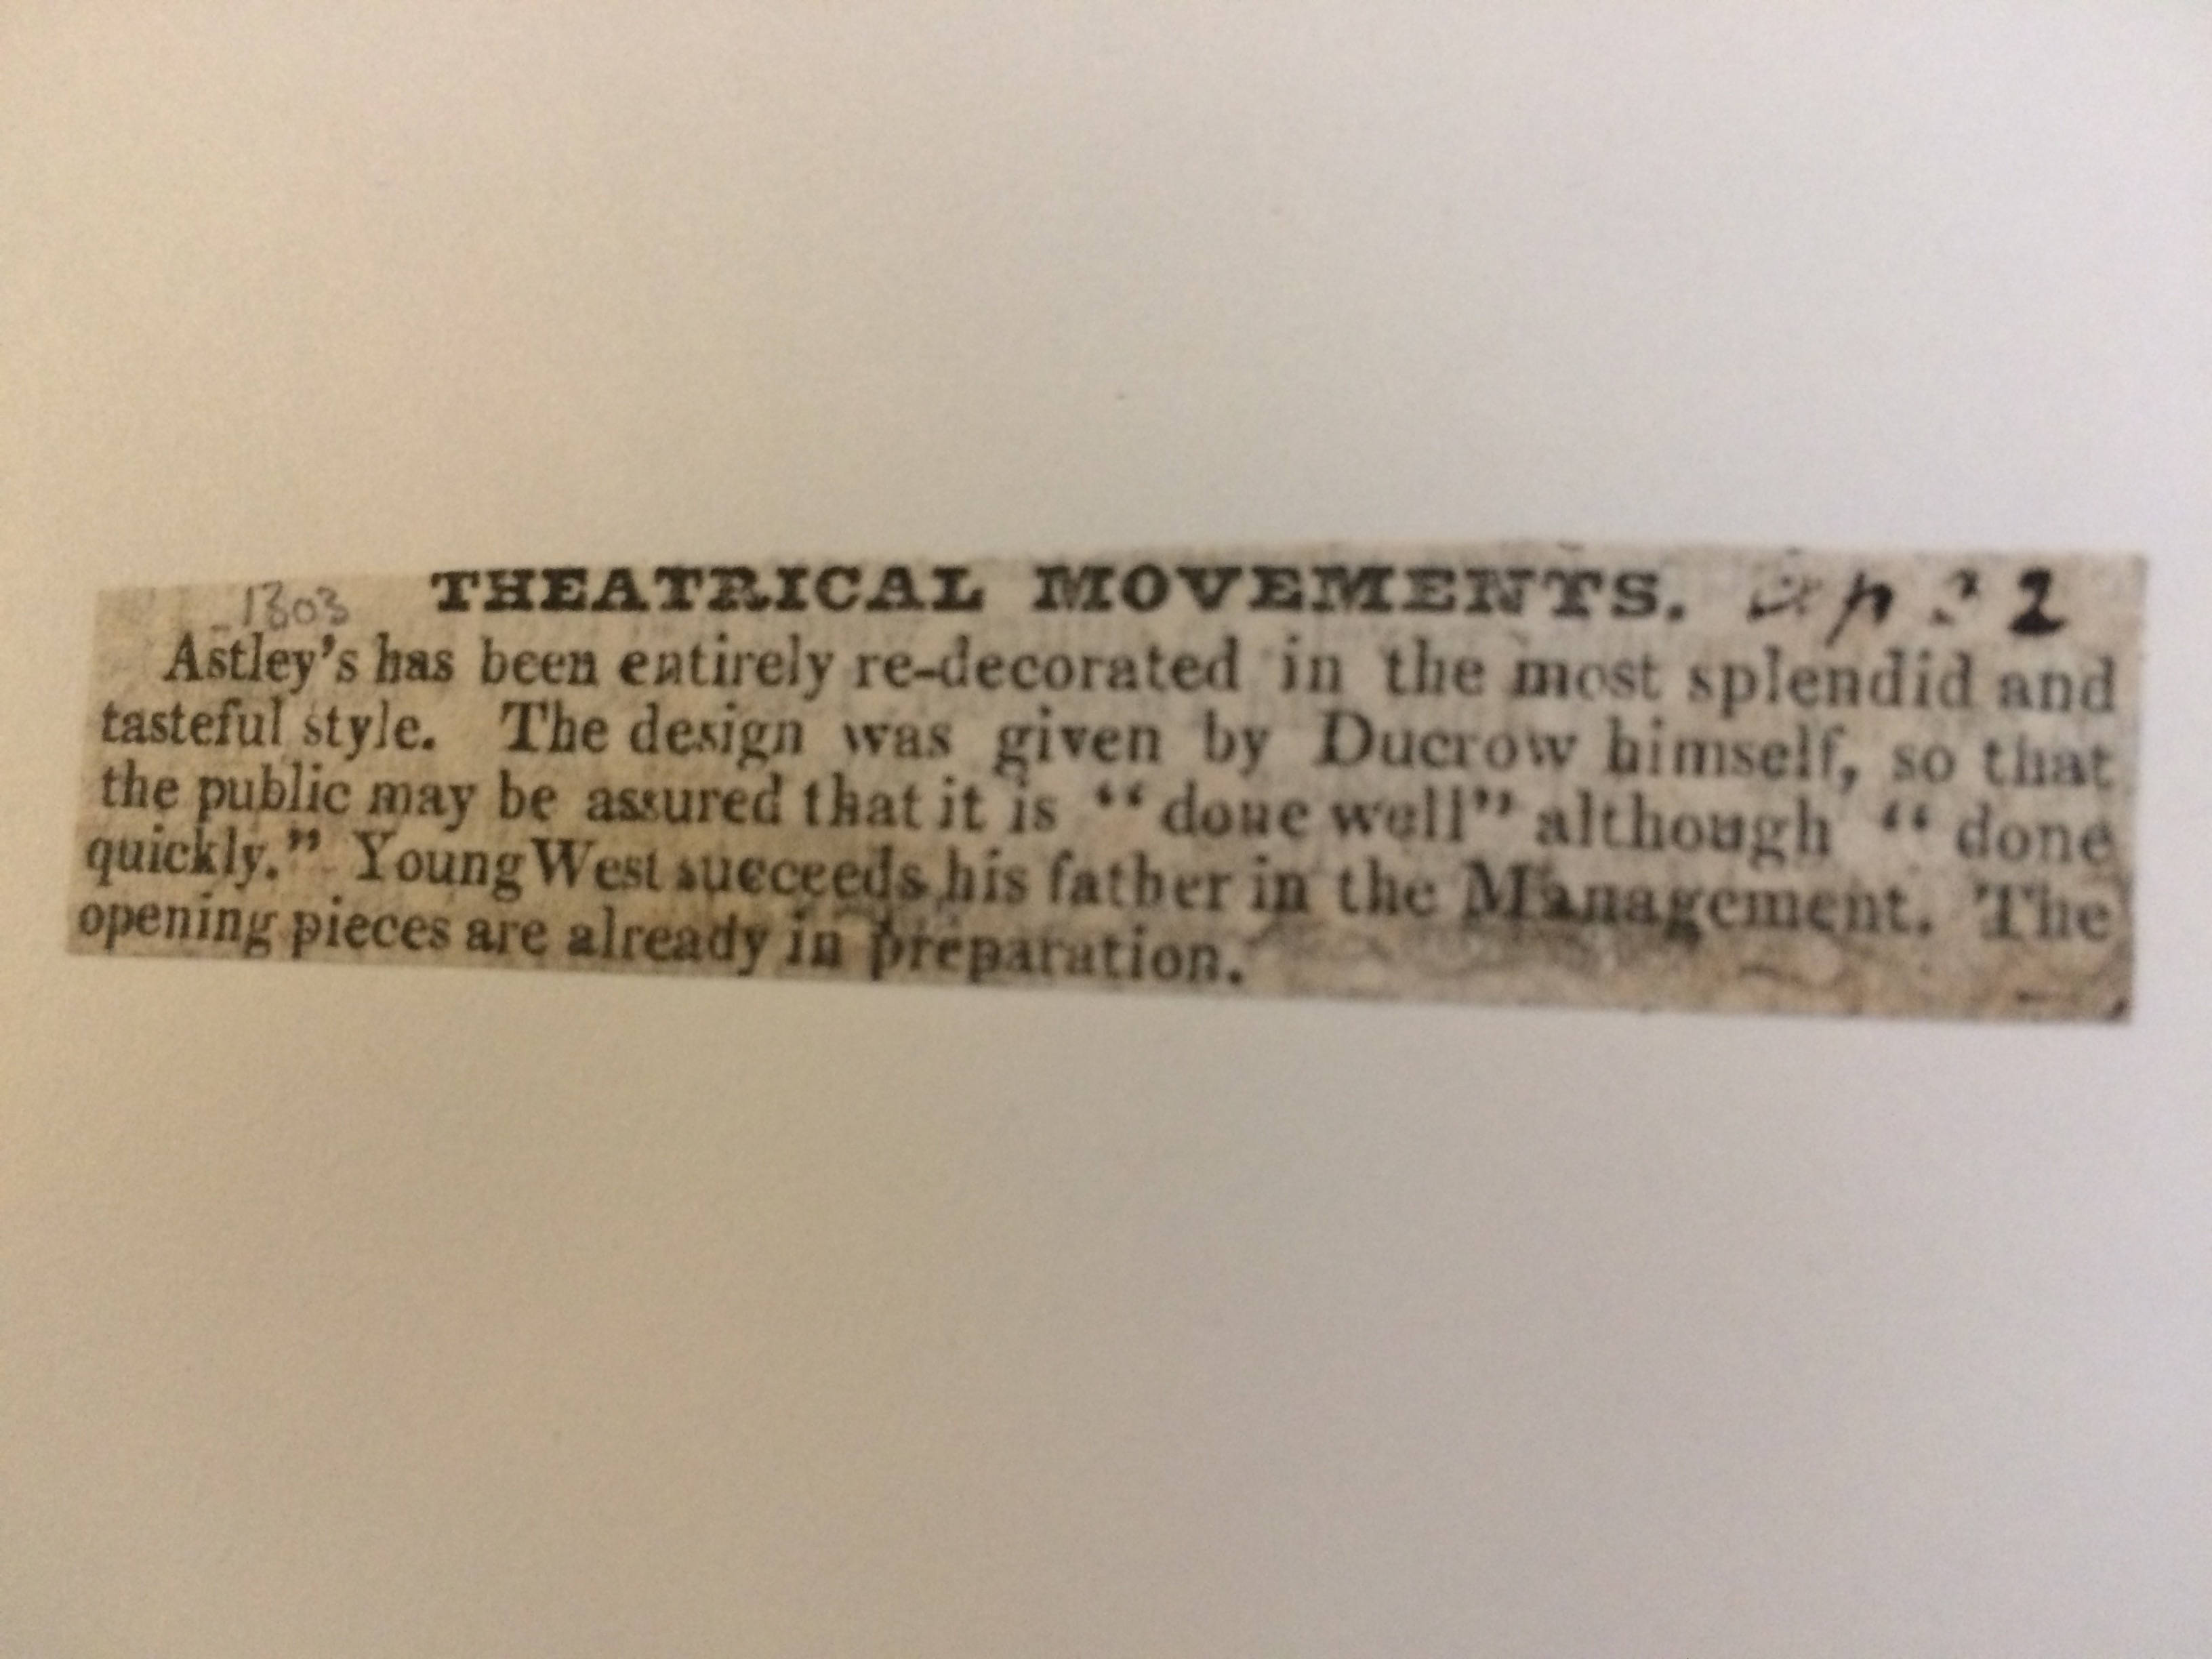 1803 THEATRICAL MOVEMENTS. 2
Astley's has been entirely re-decorated in the most splendid and
tasteful style. The design was given by Ducrow himself, so that
the public may be assured that it is “done well” although “done
quickly.” Young West succeeds his father in the Management. The
opening pieces are already in preparation.